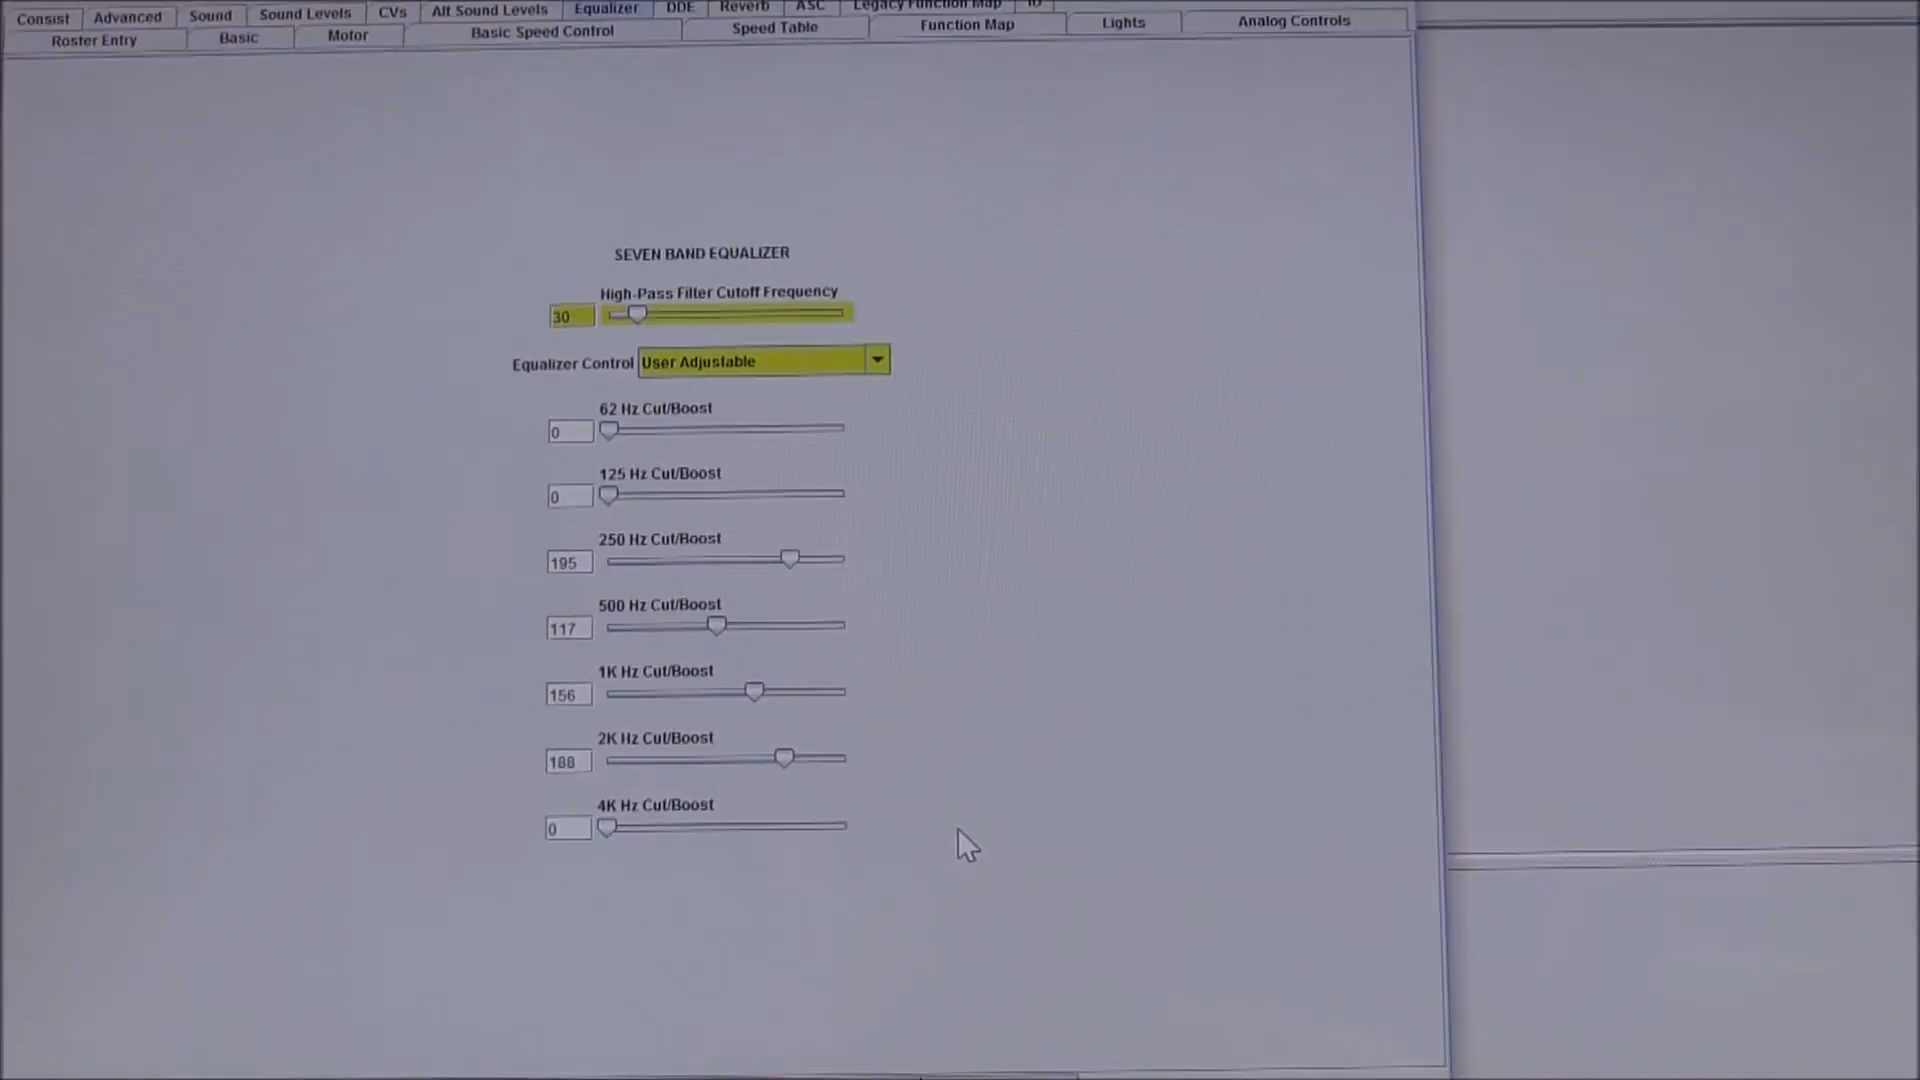 Consist Advanced Sound Sound Levels CVs Alt Sound Levels Equalizer DDE Reverb ASC Legacy Function Map
Roster Entry Basic Motor Basic Speed Control Speed Table Function Map Lights Analog Controls
SEVEN BAND EQUALIZER
High-Pass Filter Cutoff Frequency
30
Equalizer Control User Adjustable
62 Hz Cut/Boost
0
125 Hz Cut/Boost
0
250 Hz Cut/Boost
195
500 Hz Cut/Boost
117
1K Hz Cut/Boost
156
2K Hz Cut/Boost
188
4K Hz Cut/Boost
0